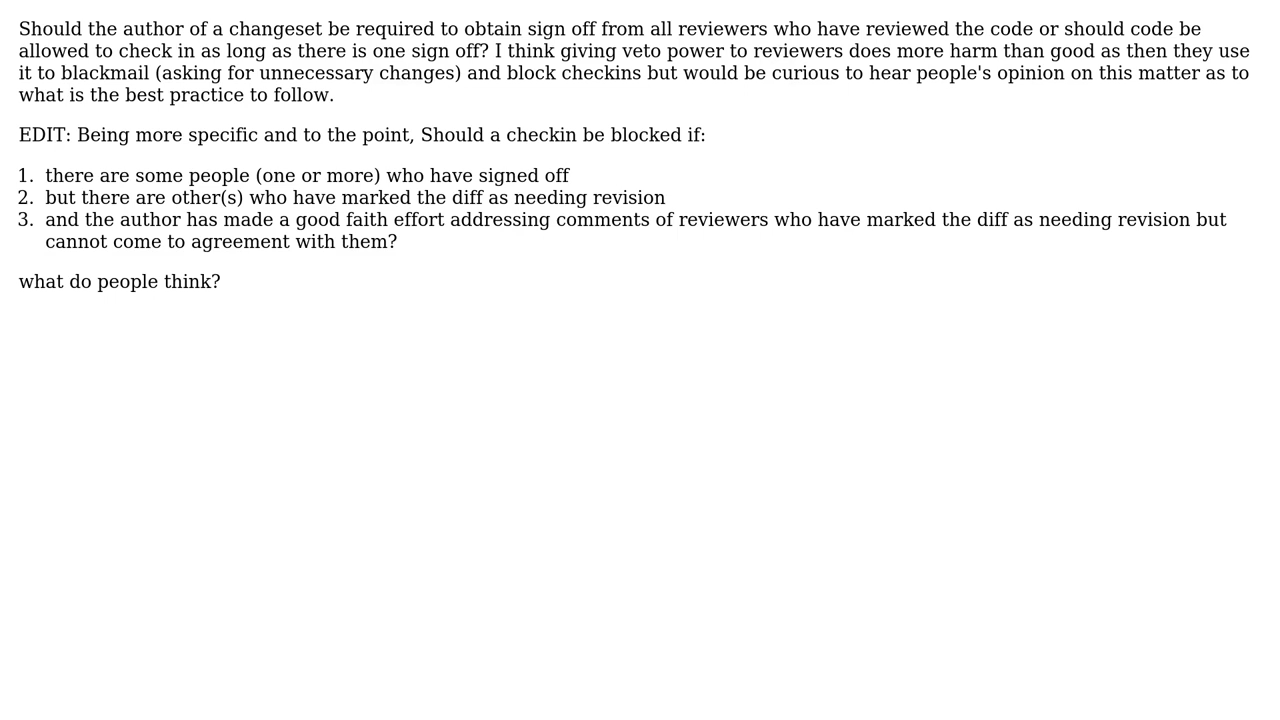 Should the author of a changeset be required to obtain sign off from all reviewers who have reviewed the code or should code be
allowed to check in as long as there is one sign off? I think giving veto power to reviewers does more harm than good as then they use
it to blackmail (asking for unnecessary changes) and block checkins but would be curious to hear people's opinion on this matter as to
what is the best practice to follow.
EDIT: Being more specific and to the point, Should a checkin be blocked if:
1. there are some people (one or more) who have signed off
2. but there are other(s) who have marked the diff as needing revision
3. and the author has made a good faith effort addressing comments of reviewers who have marked the diff as needing revision but
cannot come to agreement with them?
what do people think?